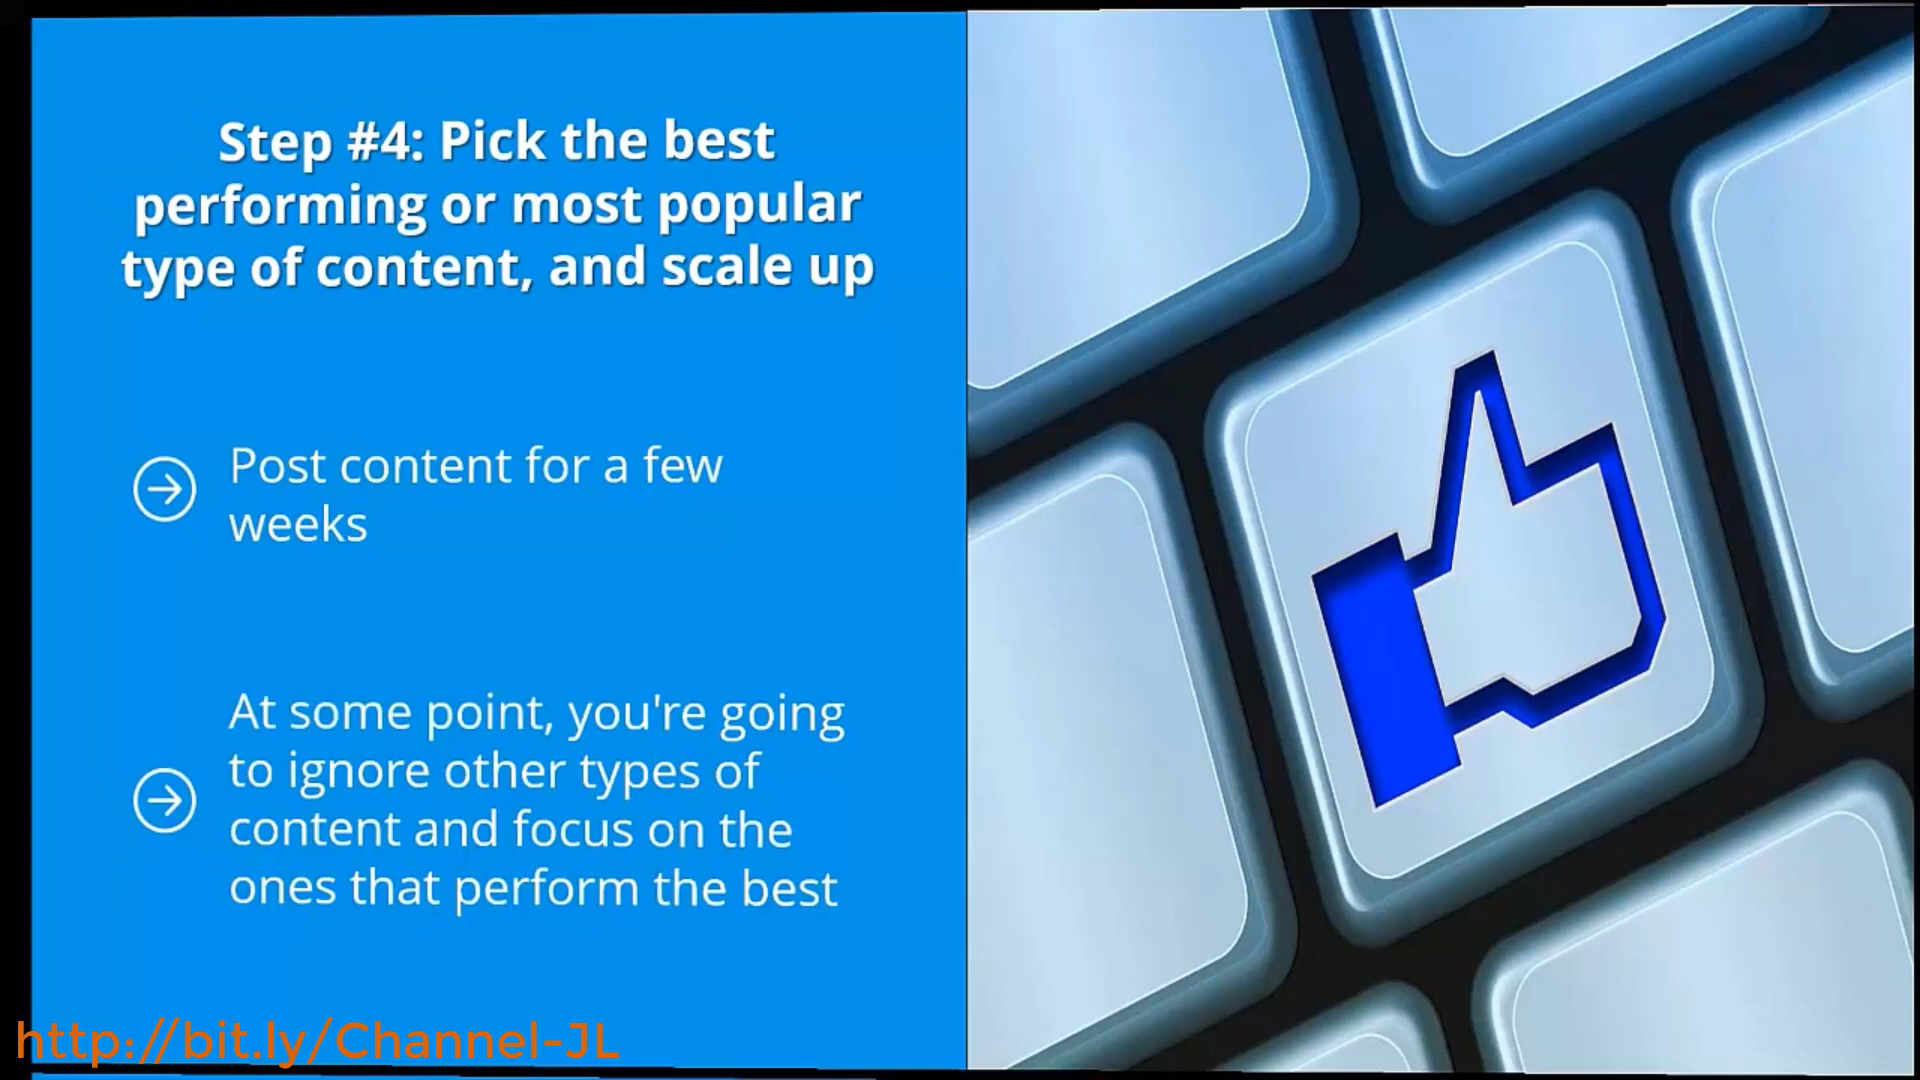 Step #4: Pick the best
performing or most popular
type of content, and scale up
Post content for a few
weeks
At some point, you're going
to ignore other types of
content and focus on the
ones that perform the best
http://bit.ly/Channel-JL